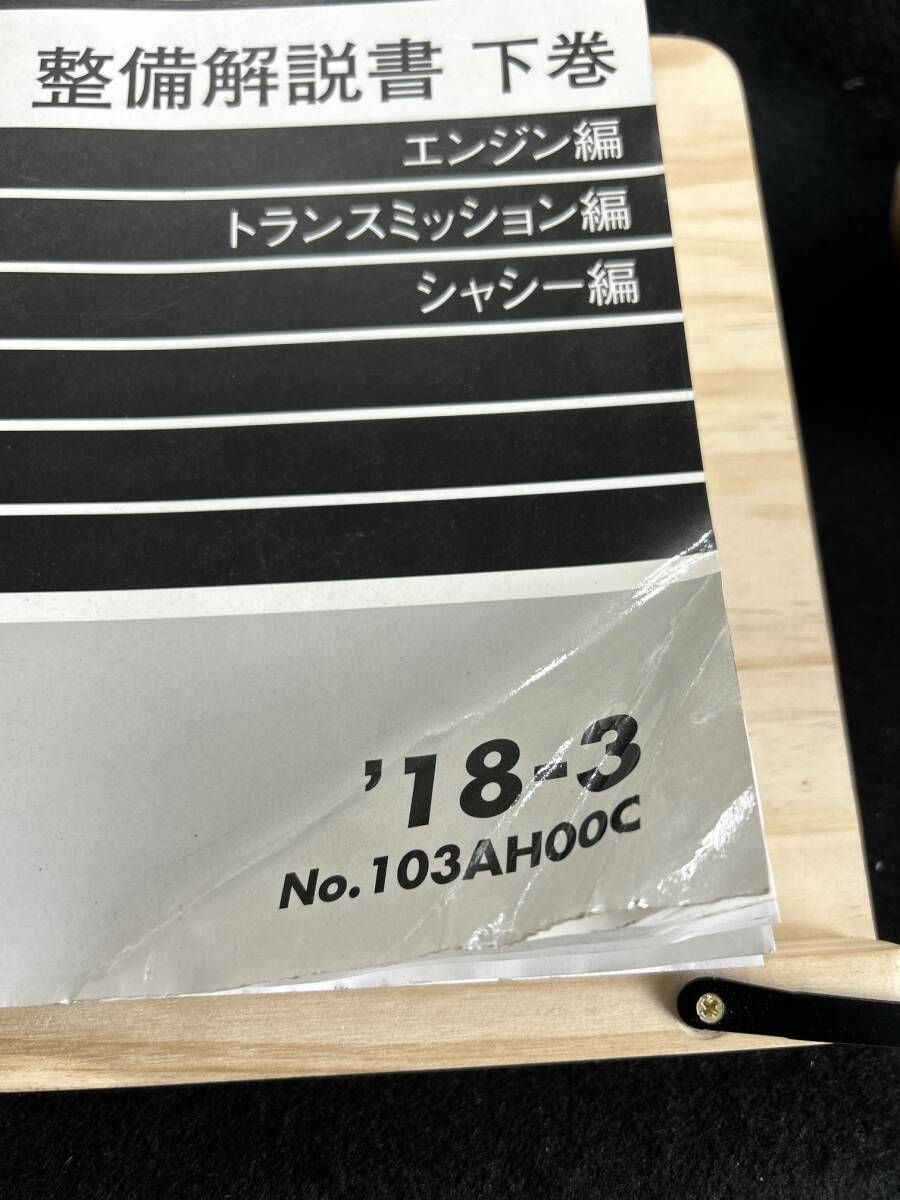 整備解説書 下巻
エンジン編
トランスミッション編
シャシー編
’18-3
No.103AH00C